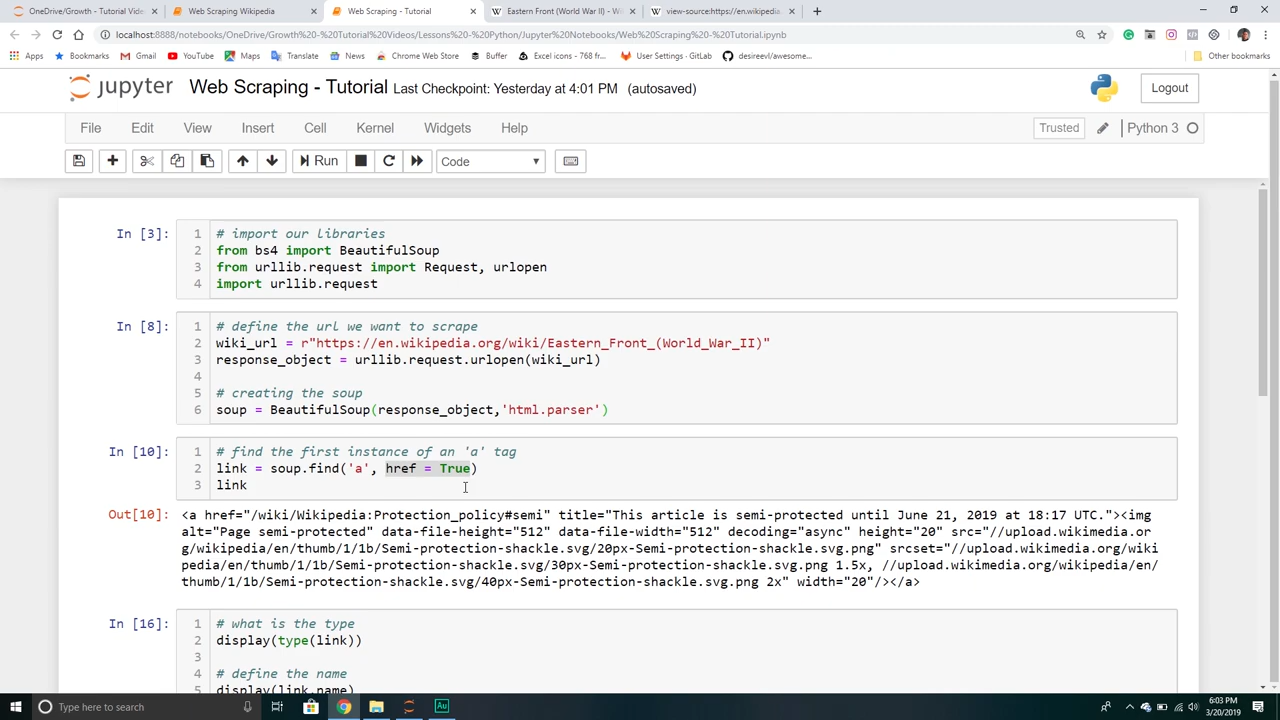 OneDrive/Growth - Tutorial Video
Web Scraping Wikipedia
Web Scraping - Tutorial
Eastern Front (World War II) - Wi
view-source:https://en.wikipedia.
localhost:8888/notebooks/OneDrive/Growth%20-%20Tutorial%20Videos/Lessons%20-%20Python/Jupyter%20Notebooks/Web%20Scraping%20-%20Tutorial.ipynb
Apps
Bookmarks
Gmail
YouTube
Maps
Translate
News
Chrome Web Store
Buffer
Excel icons - 768 fr...
User Settings · GitLab
desireevl/awesome...
Other bookmarks
jupyter Web Scraping - Tutorial Last Checkpoint: Yesterday at 4:01 PM (autosaved)
Logout
File Edit View Insert Cell Kernel Widgets Help
Trusted
Python 3
Run
Code
In [3]:
1 # import our libraries
2 from bs4 import BeautifulSoup
3 from urllib.request import Request, urlopen
4 import urllib.request
In [8]:
1 # define the url we want to scrape
2 wiki_url = r"https://en.wikipedia.org/wiki/Eastern_Front_(World_War_II)"
3 response_object = urllib.request.urlopen(wiki_url)
4
5 # creating the soup
6 soup = BeautifulSoup(response_object,'html.parser')
In [10]:
1 # find the first instance of an 'a' tag
2 link = soup.find('a', href = True)
3 link
Out[10]:
<a href="/wiki/Wikipedia:Protection_policy#semi" title="This article is semi-protected until June 21, 2019 at 18:17 UTC."><img
alt="Page semi-protected" data-file-height="512" data-file-width="512" decoding="async" height="20" src="//upload.wikimedia.or
g/wikipedia/en/thumb/1/1b/Semi-protection-shackle.svg/20px-Semi-protection-shackle.svg.png" srcset="//upload.wikimedia.org/wiki
pedia/en/thumb/1/1b/Semi-protection-shackle.svg/30px-Semi-protection-shackle.svg.png 1.5x, //upload.wikimedia.org/wikipedia/en/
thumb/1/1b/Semi-protection-shackle.svg/40px-Semi-protection-shackle.svg.png 2x" width="20"/></a>
In [16]:
1 # what is the type
2 display(type(link))
3
4 # define the name
5 display(link.name)
Type here to search
Au
6:03 PM
3/20/2019